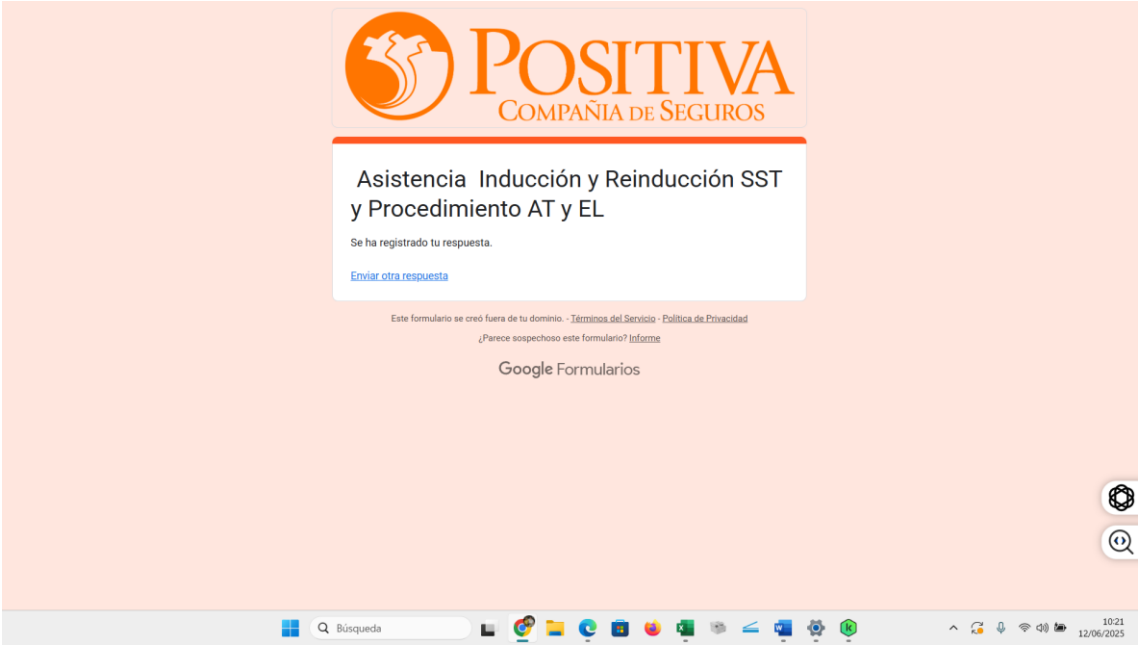 POSITIVA
COMPAÑIA DE SEGUROS
Asistencia Inducción y Reinducción SST
y Procedimiento AT y EL
Se ha registrado tu respuesta.
Enviar otra respuesta
Este formulario se creó fuera de tu dominio. - Términos del Servicio - Política de Privacidad
¿Parece sospechoso este formulario? Informe
Google Formularios
Búsqueda
10:21
12/06/2025